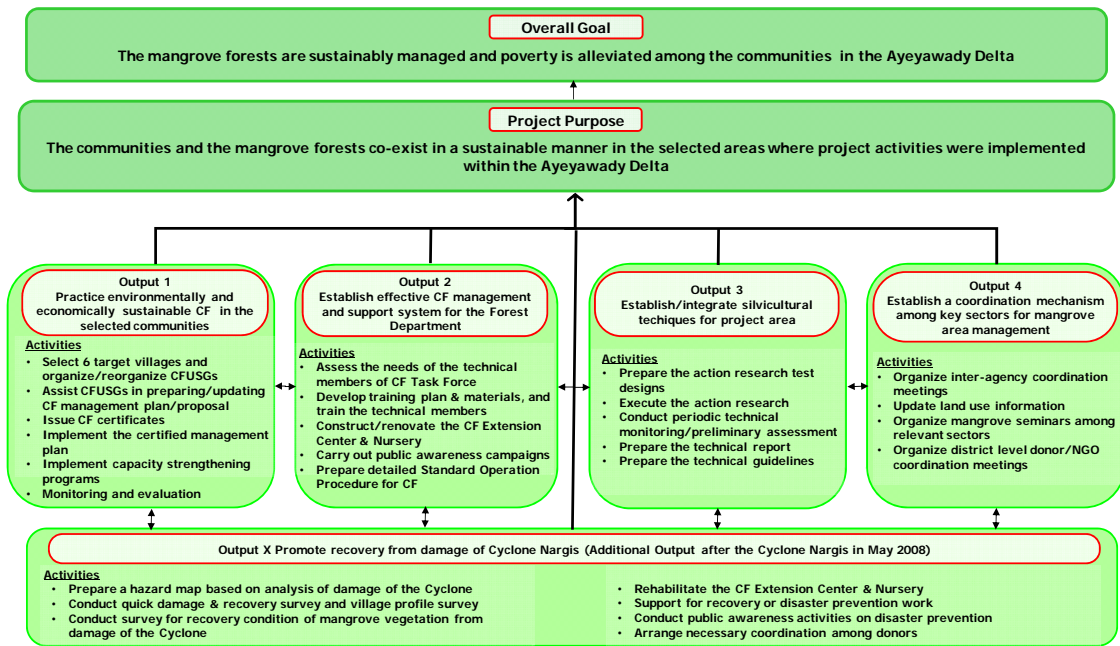 Overall Goal
The mangrove forests are sustainably managed and poverty is alleviated among the communities in the Ayeyawady Delta
Project Purpose
The communities and the mangrove forests co-exist in a sustainable manner in the selected areas where project activities were implemented
within the Ayeyawady Delta
Output 1
Practice environmentally and
economically sustainable CF in the
selected communities
Activities
• Select 6 target villages and
organize/reorganize CFUSGs
• Assist CFUSGs in preparing/updating
CF management plan/proposal
• Issue CF certificates
• Implement the certified management
plan
• Implement capacity strengthening
programs
• Monitoring and evaluation
Output 2
Establish effective CF management
and support system for the Forest
Department
Activities
• Assess the needs of the technical
members of CF Task Force
• Develop training plan & materials, and
train the technical members
• Construct/renovate the CF Extension
Center & Nursery
• Carry out public awareness campaigns
• Prepare detailed Standard Operation
Procedure for CF
Output 3
Establish/integrate silvicultural
techiques for project area
Activities
• Prepare the action research test
designs
• Execute the action research
• Conduct periodic technical
monitoring/preliminary assessment
• Prepare the technical report
• Prepare the technical guidelines
Output 4
Establish a coordination mechanism
among key sectors for mangrove
area management
Activities
• Organize inter-agency coordination
meetings
• Update land use information
• Organize mangrove seminars among
relevant sectors
• Organize district level donor/NGO
coordination meetings
Output X Promote recovery from damage of Cyclone Nargis (Additional Output after the Cyclone Nargis in May 2008)
Activities
• Prepare a hazard map based on analysis of damage of the Cyclone
• Conduct quick damage & recovery survey and village profile survey
• Conduct survey for recovery condition of mangrove vegetation from
damage of the Cyclone
• Rehabilitate the CF Extension Center & Nursery
• Support for recovery or disaster prevention work
• Conduct public awareness activities on disaster prevention
• Arrange necessary coordination among donors